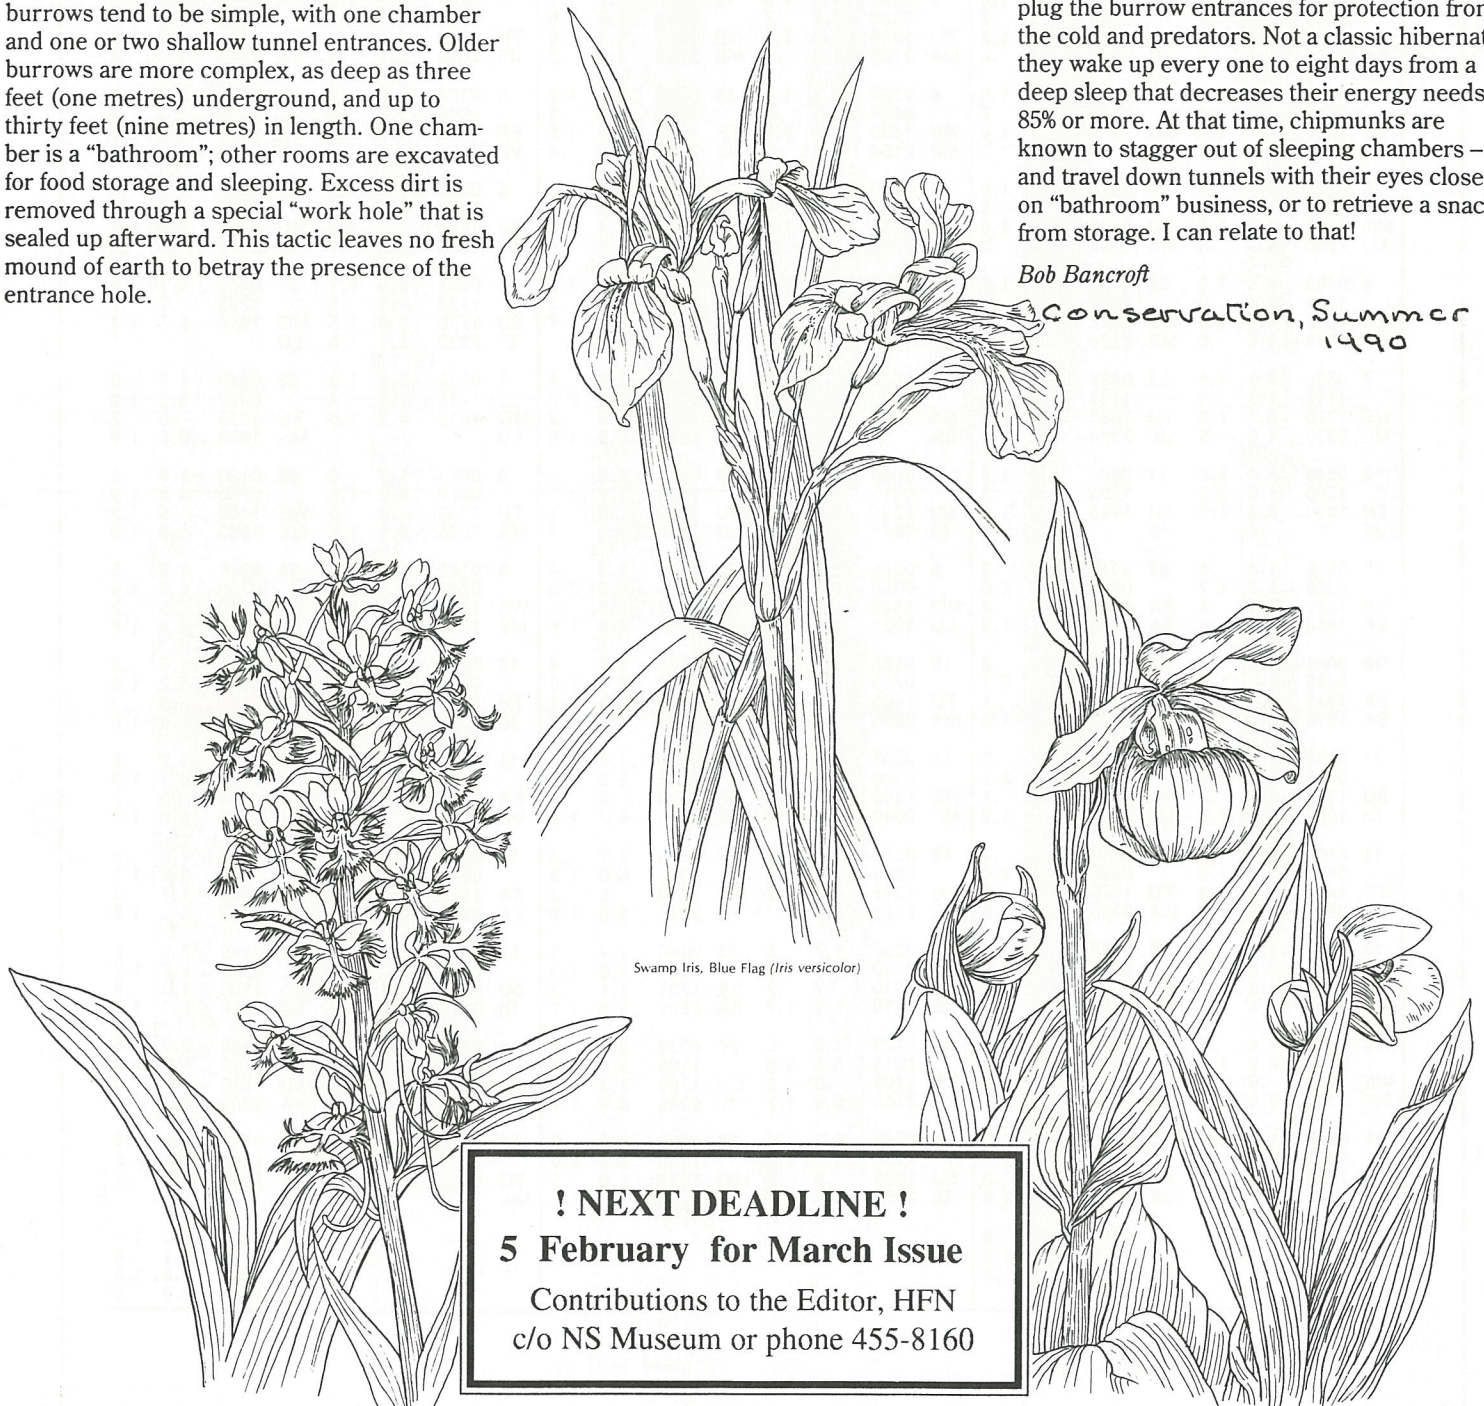 burrows tend to be simple, with one chamber
and one or two shallow tunnel entrances. Older
burrows are more complex, as deep as three
feet (one metres) underground, and up to
thirty feet (nine metres) in length. One cham-
ber is a “bathroom”; other rooms are excavated
for food storage and sleeping. Excess dirt is
removed through a special “work hole” that is
sealed up afterward. This tactic leaves no fresh
mound of earth to betray the presence of the
entrance hole.
plug the burrow entrances for protection from
the cold and predators. Not a classic hibernat
they wake up every one to eight days from a
deep sleep that decreases their energy needs
85% or more. At that time, chipmunks are
known to stagger out of sleeping chambers –
and travel down tunnels with their eyes close
on “bathroom” business, or to retrieve a snac
from storage. I can relate to that!
Bob Bancroft
Conservation, Summer
1990
Swamp Iris, Blue Flag (Iris versicolor)
! NEXT DEADLINE !
5 February for March Issue
Contributions to the Editor, HFN
c/o NS Museum or phone 455-8160